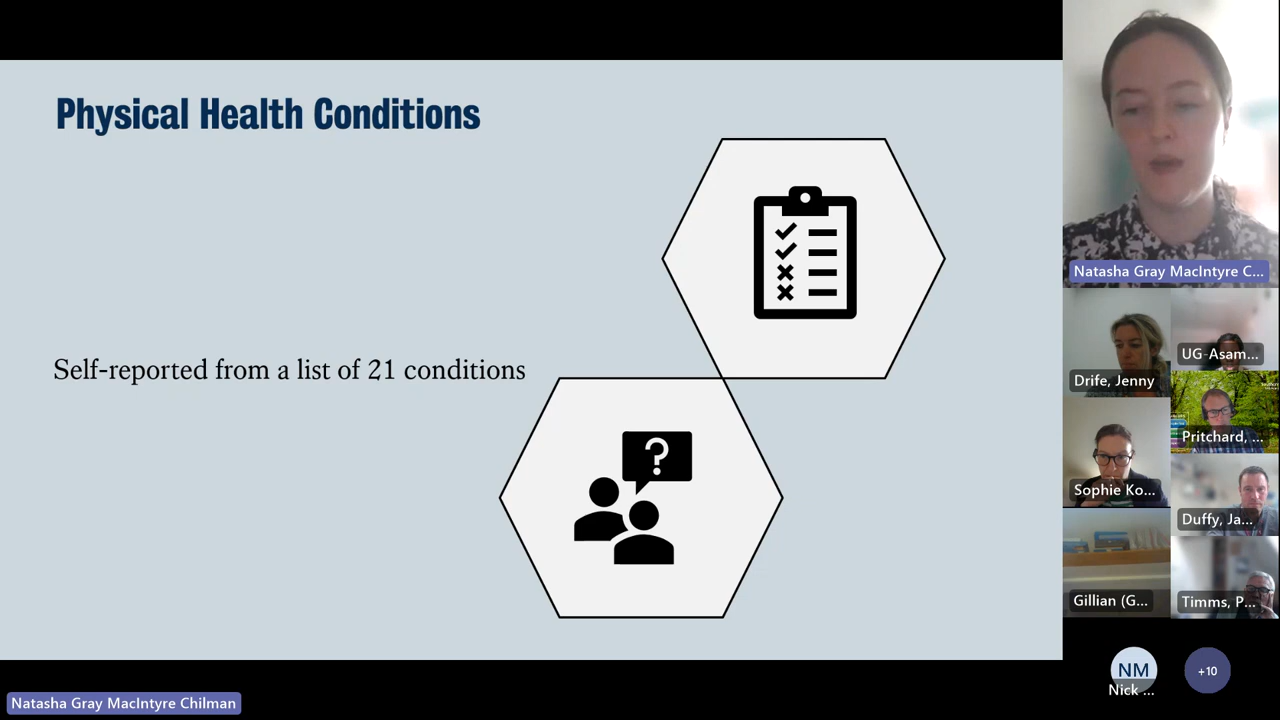 Physical Health Conditions
Self-reported from a list of 21 conditions
?
Natasha Gray MacIntyre C...
Drife, Jenny
UG-Asam...
Pritchard, ...
Sophie Ko...
Duffy, Ja...
Gillian (G...
Timms, P...
NM
Nick ...
+10
Natasha Gray MacIntyre Chilman